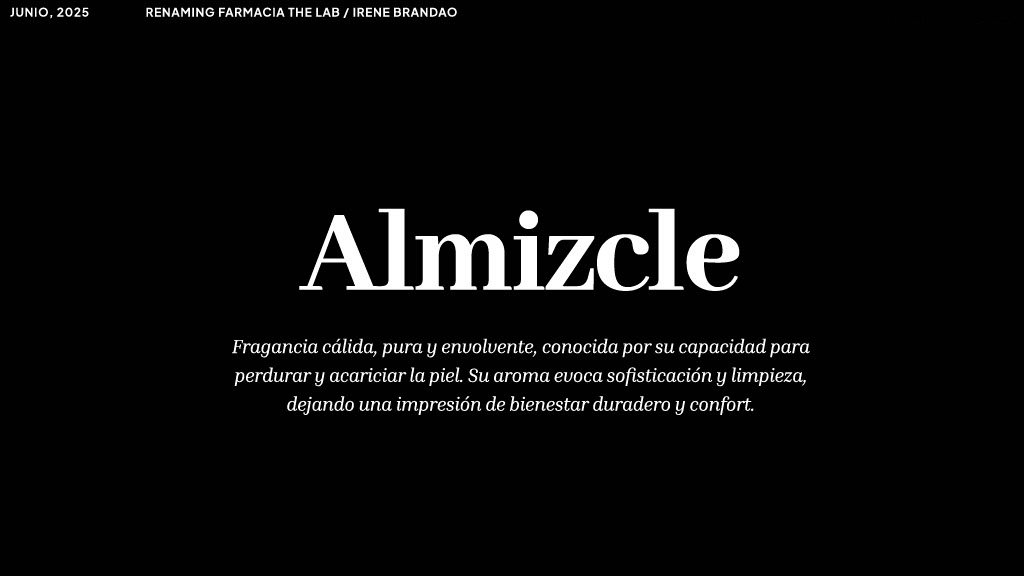 JUNIO, 2025
RENAMING FARMACIA THE LAB / IRENE BRANDAO
Almizcle
Fragancia cálida, pura y envolvente, conocida por su capacidad para
perdurar y acariciar la piel. Su aroma evoca sofisticación y limpieza,
dejando una impresión de bienestar duradero y confort.